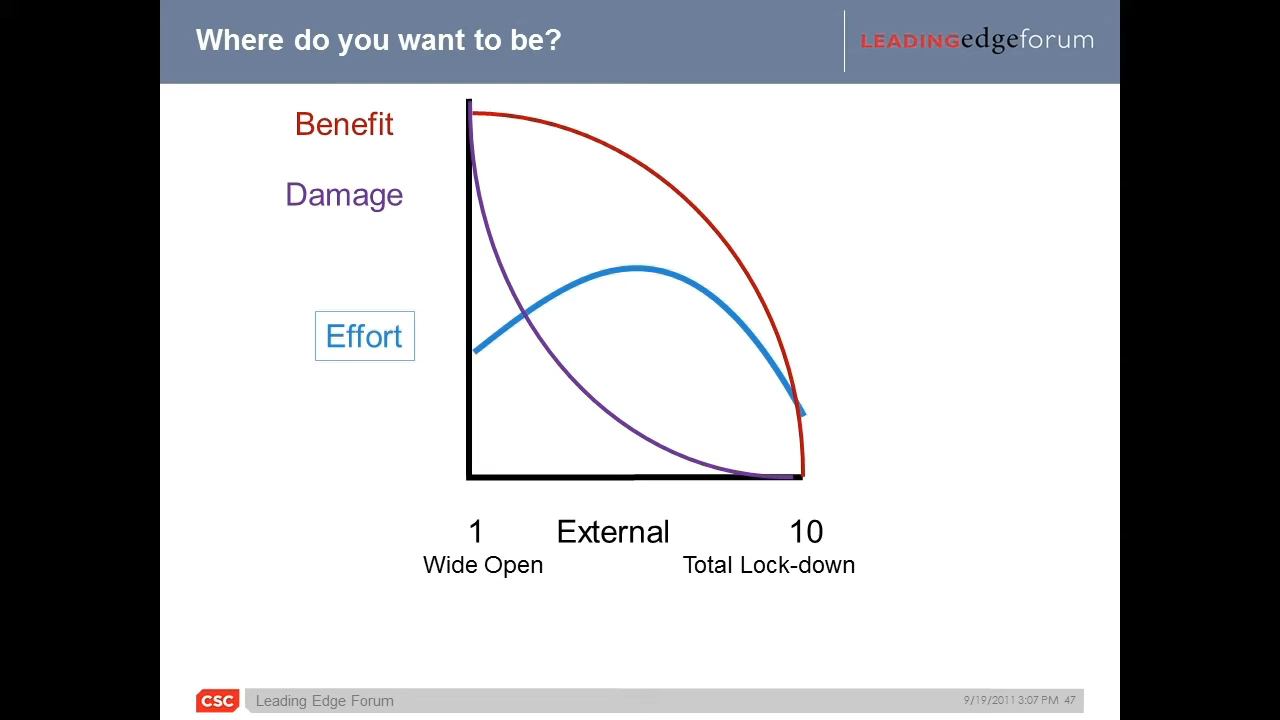 Where do you want to be?
LEADINGedgeforum
Benefit
Damage
Effort
1 External 10
Wide Open Total Lock-down
CSC Leading Edge Forum 9/19/2011 3:07 PM 47